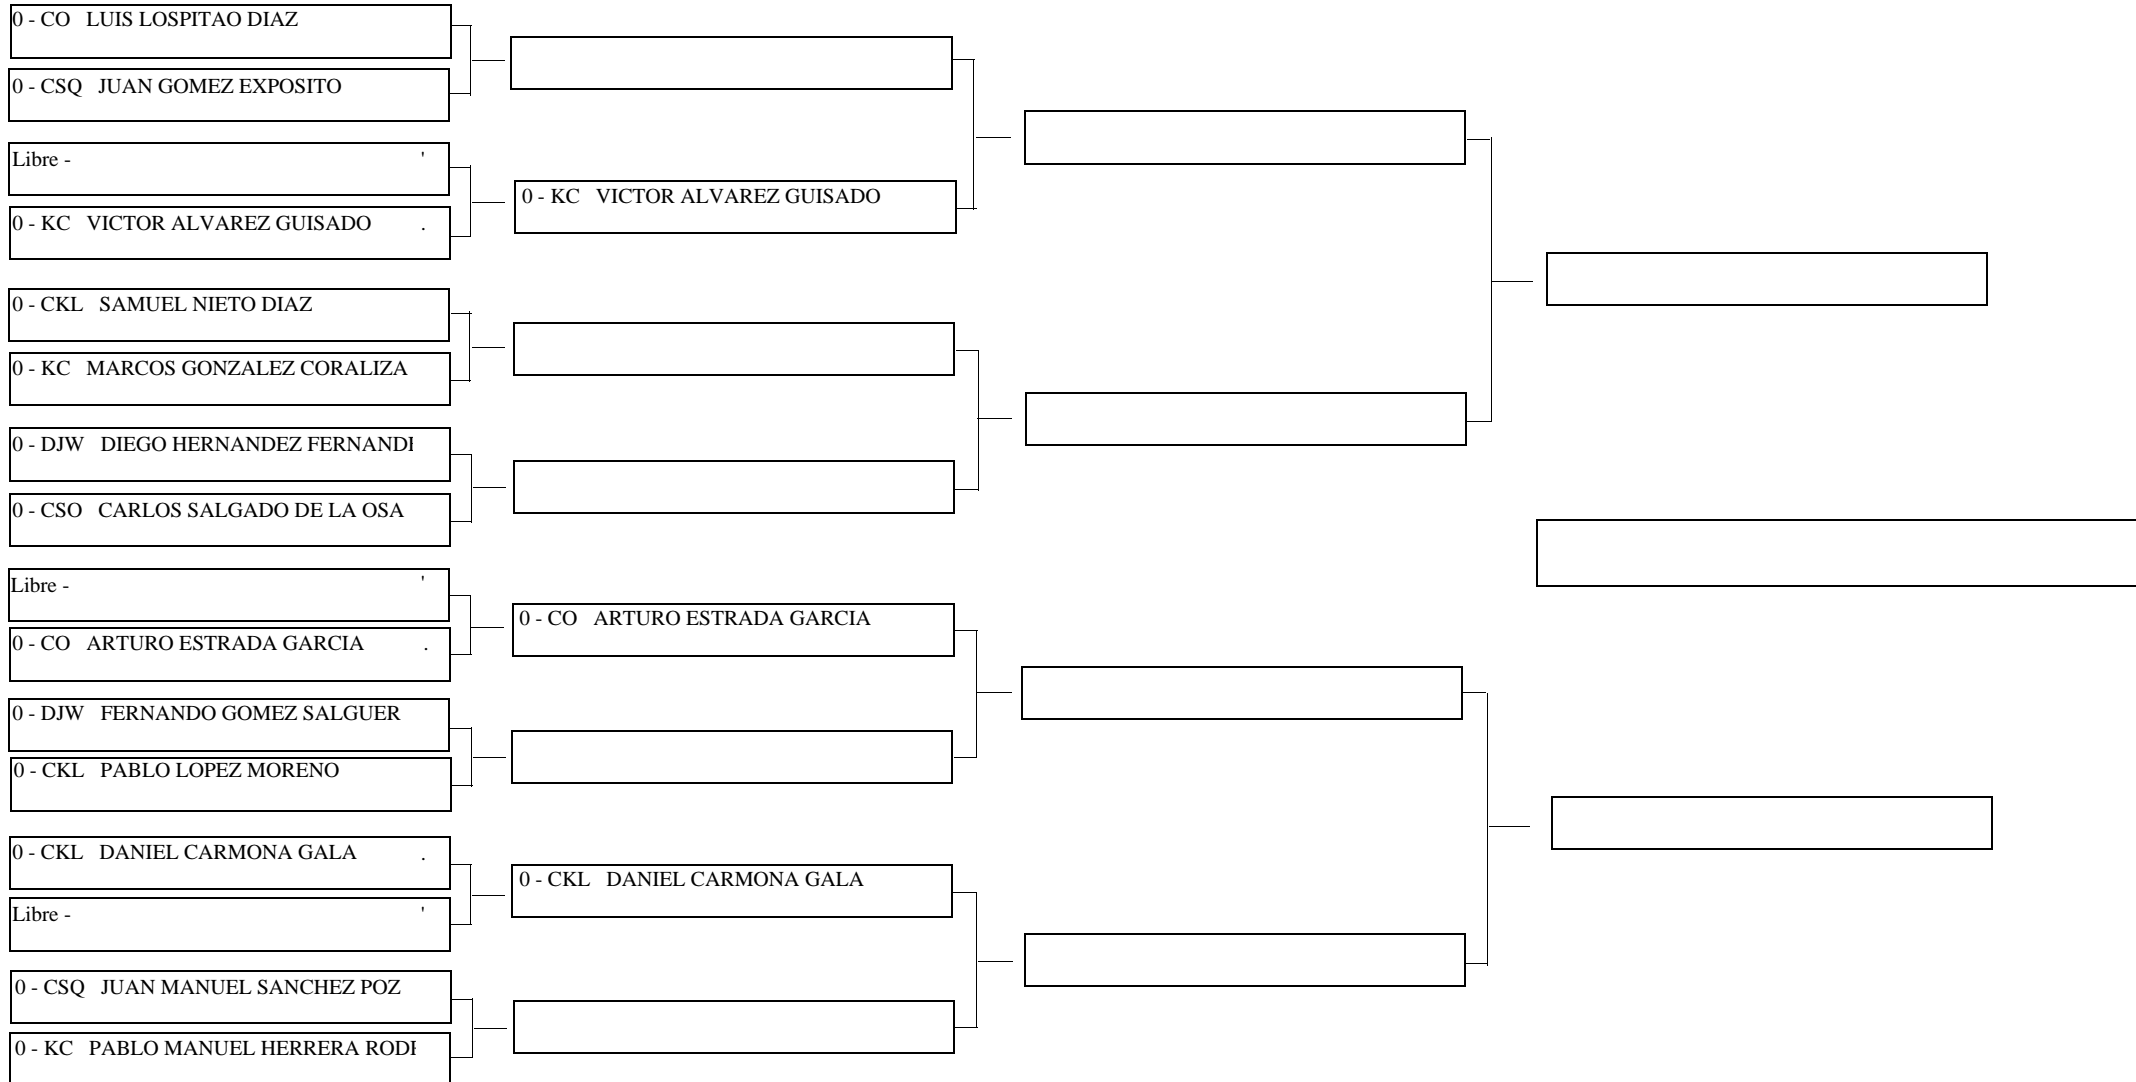 0 - CO LUIS LOSPITAO DIAZ
0 - CSQ JUAN GOMEZ EXPOSITO
Libre - '
0 - KC VICTOR ALVAREZ GUISADO .
0 - KC VICTOR ALVAREZ GUISADO
0 - CKL SAMUEL NIETO DIAZ
0 - KC MARCOS GONZALEZ CORALIZA
0 - DJW DIEGO HERNANDEZ FERNAND
0 - CSO CARLOS SALGADO DE LA OSA
Libre - '
0 - CO ARTURO ESTRADA GARCIA .
0 - CO ARTURO ESTRADA GARCIA
0 - DJW FERNANDO GOMEZ SALGUER
0 - CKL PABLO LOPEZ MORENO
0 - CKL DANIEL CARMONA GALA .
Libre - '
0 - CKL DANIEL CARMONA GALA
0 - CSQ JUAN MANUEL SANCHEZ POZ
0 - KC PABLO MANUEL HERRERA ROD